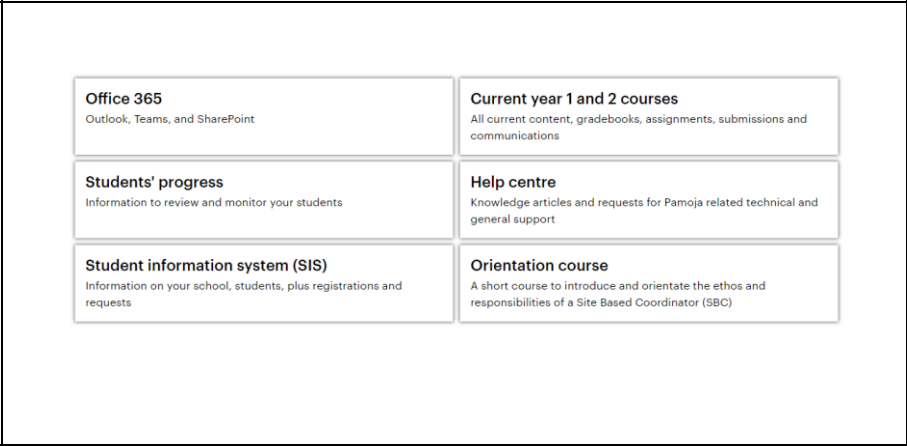 Office 365
Outlook, Teams, and SharePoint
Current year 1 and 2 courses
All current content, gradebooks, assignments, submissions and
communications
Students' progress
Information to review and monitor your students
Help centre
Knowledge articles and requests for Pamoja related technical and
general support
Student information system (SIS)
Information on your school, students, plus registrations and
requests
Orientation course
A short course to introduce and orientate the ethos and
responsibilities of a Site Based Coordinator (SBC)